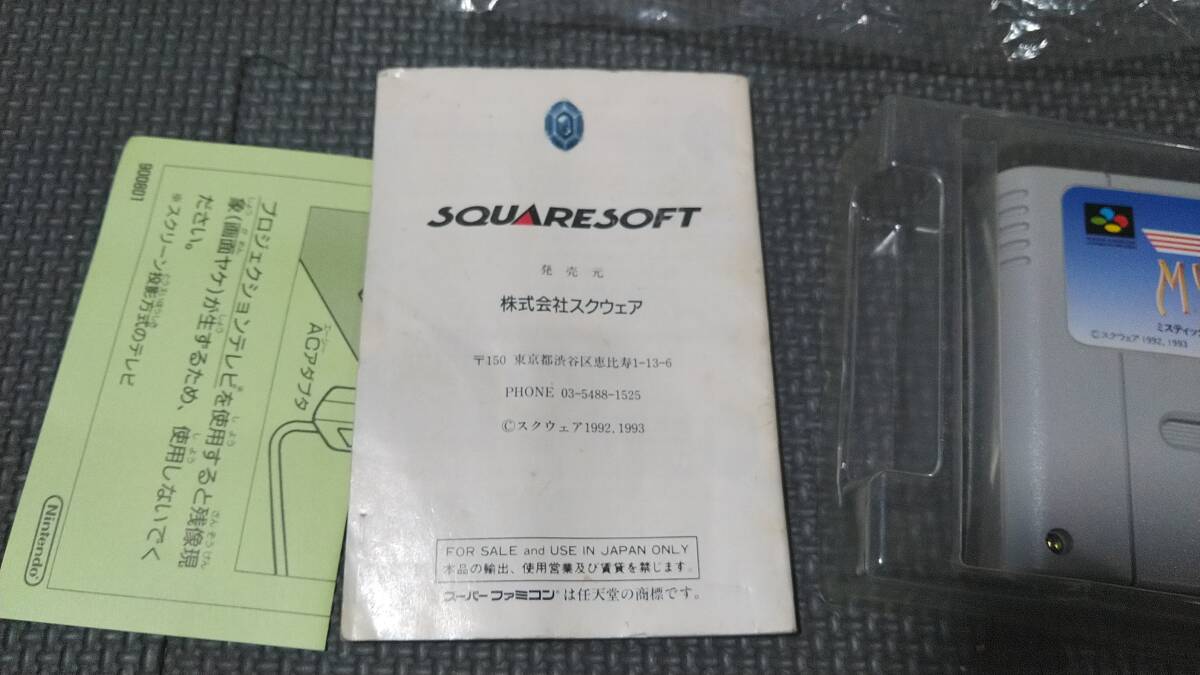 900801
プロジェクションテレビを使用すると残像現
象(画面ヤケ)が生ずるため、使用しないでく
ださい。
※スクリーン投影方式のテレビ
ACアダプタ
Nintendo
SQUARESOFT
発売元
株式会社スクウェア
〒150 東京都渋谷区恵比寿1-13-6
PHONE 03-5488-1525
©スクウェア1992,1993
FOR SALE and USE IN JAPAN ONLY
本品の輸出、使用営業及び賃貸を禁じます。
スーパーファミコン®は任天堂の商標です。
ミスティッ
©スクウェア 1992, 1993